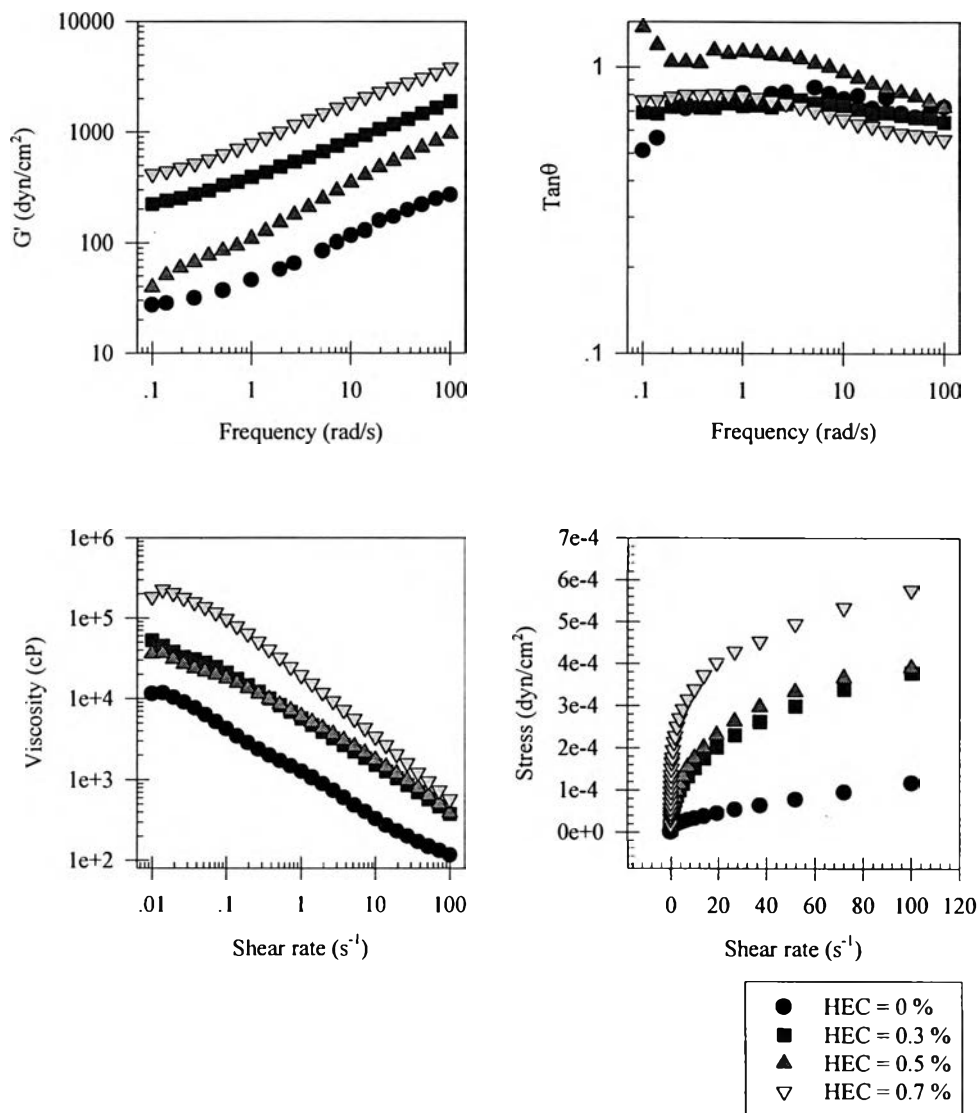 10000
1000
100
10
G' (dyn/cm²)
.1 1 10 100
Frequency (rad/s)
1
.1
Tanθ
.1 1 10 100
Frequency (rad/s)
1e+6
1e+5
1e+4
1e+3
1e+2
Viscosity (cP)
.01 .1 1 10 100
Shear rate (s⁻¹)
7e-4
6e-4
5e-4
4e-4
3e-4
2e-4
1e-4
0e+0
Stress (dyn/cm²)
0 20 40 60 80 100 120
Shear rate (s⁻¹)
HEC = 0 %
HEC = 0.3 %
HEC = 0.5 %
HEC = 0.7 %